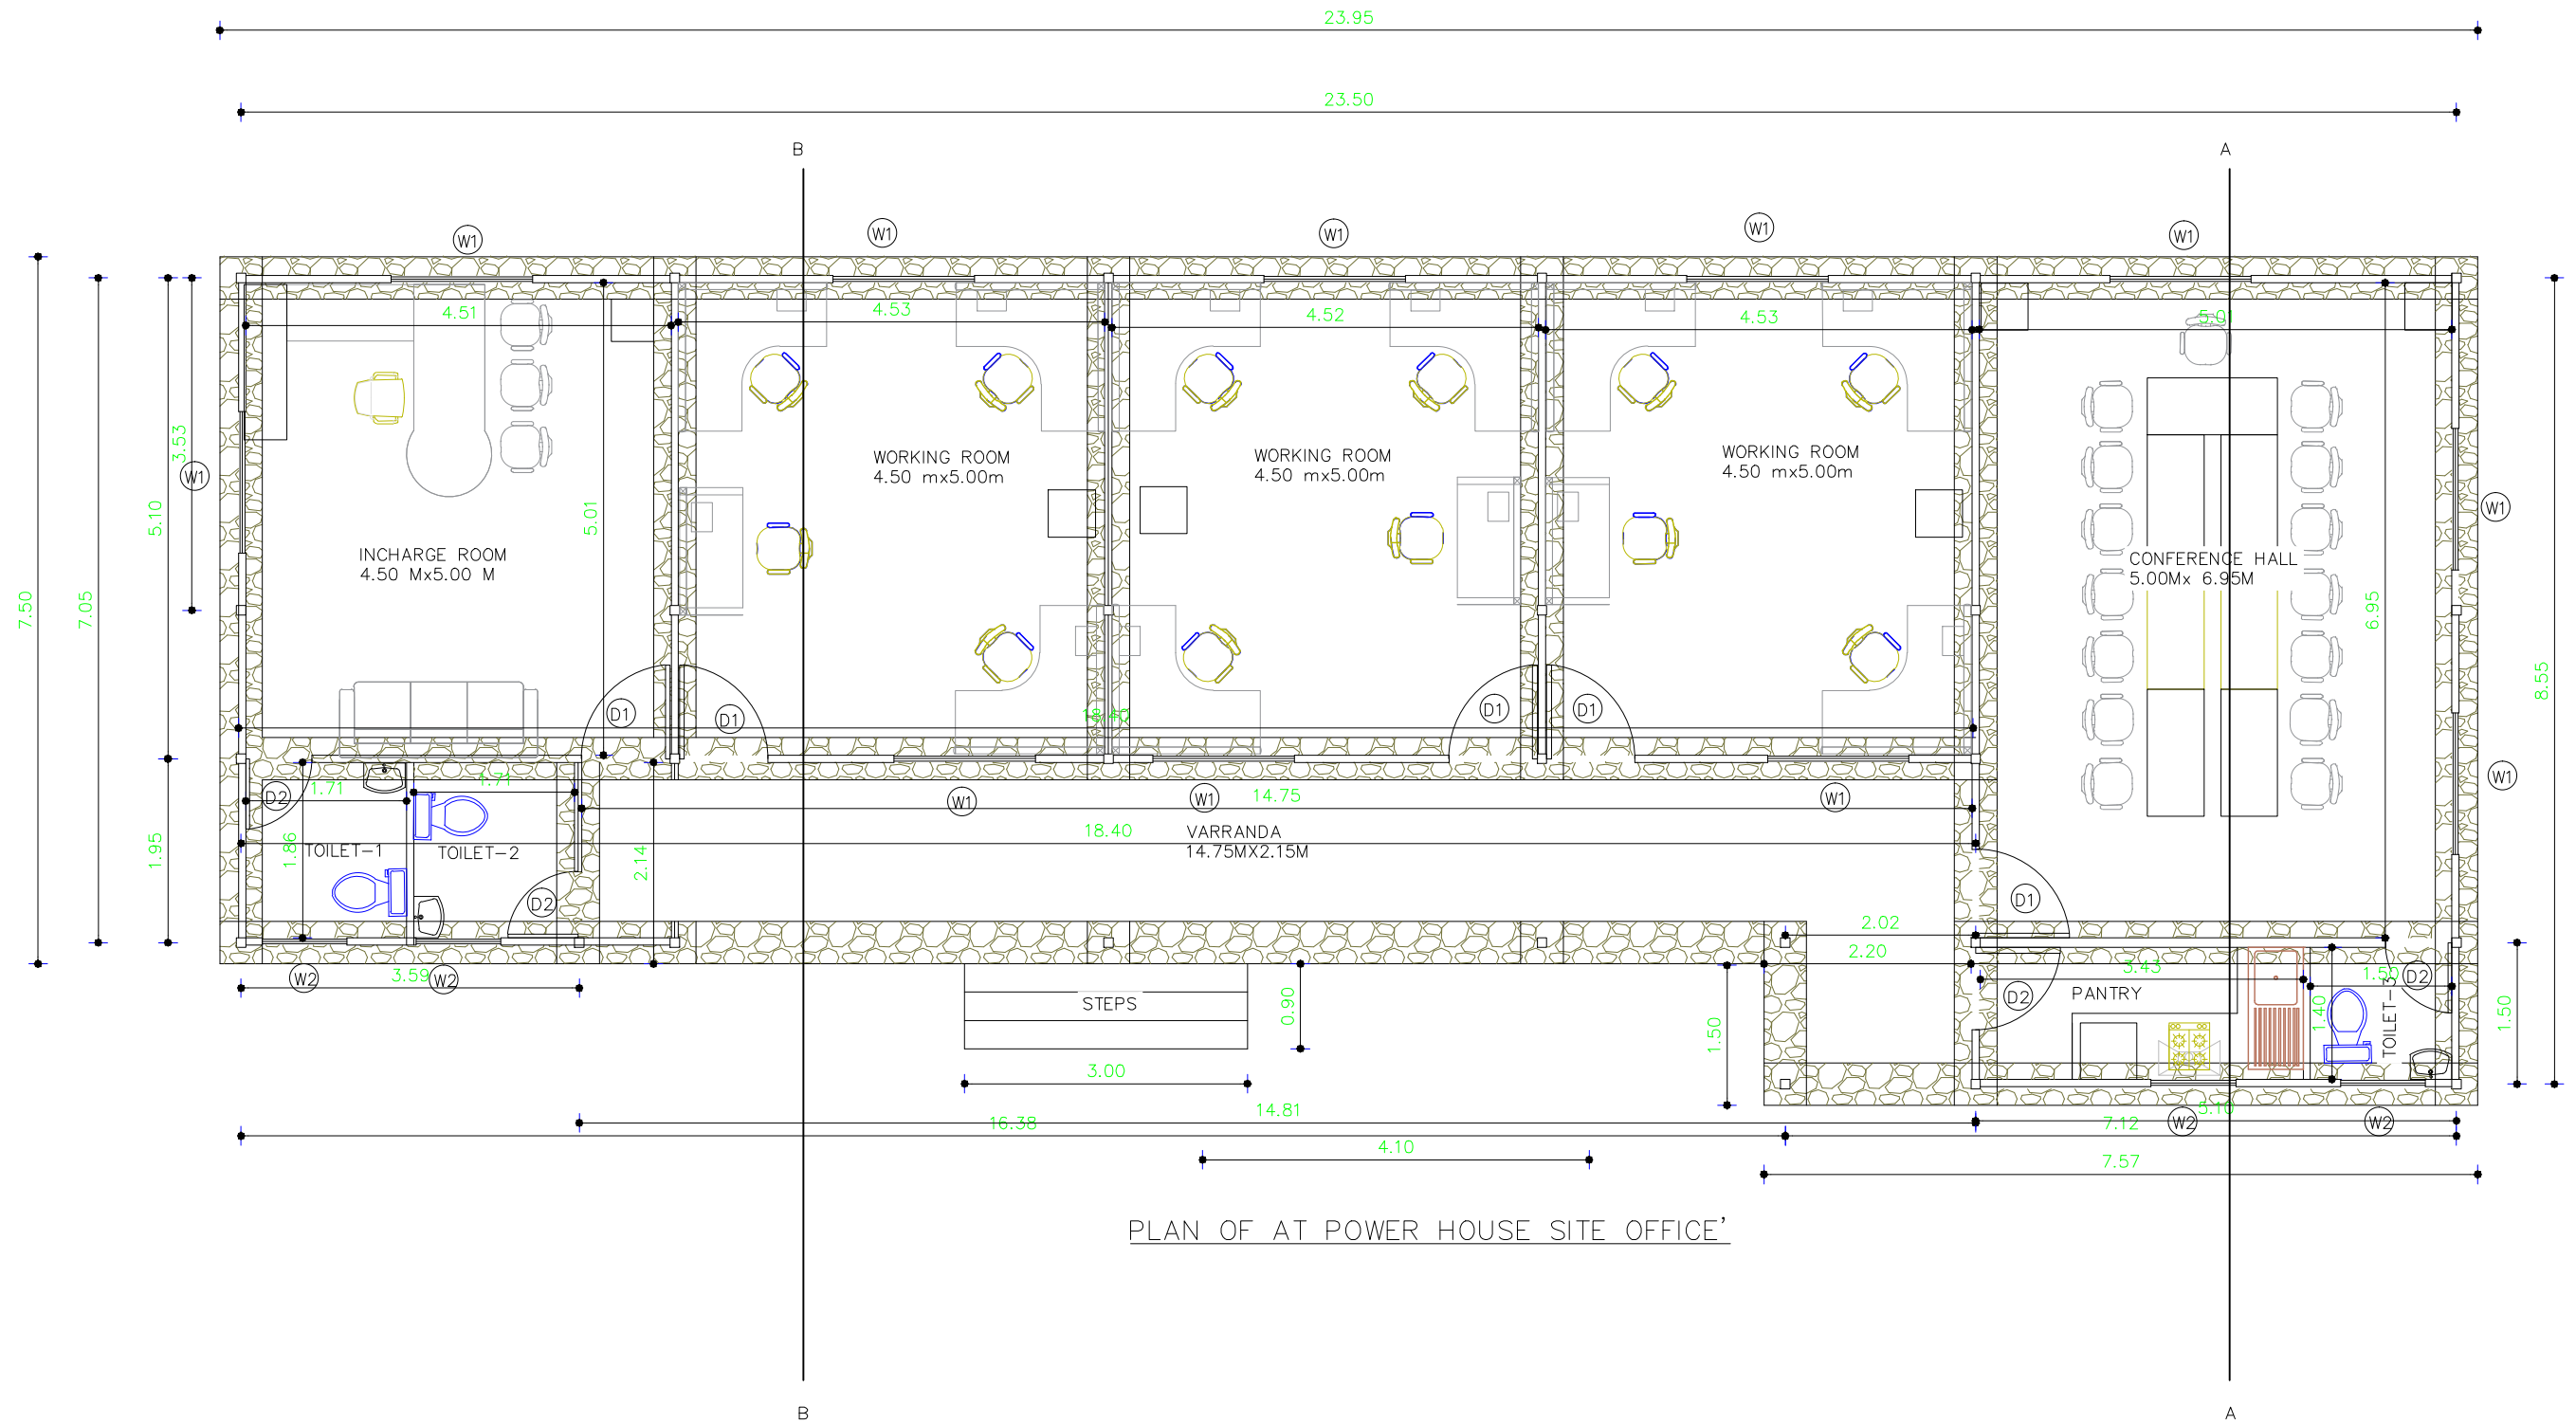 23.95
23.50
B
A
W1
W1
W1
W1
W1
4.51
4.53
4.52
4.53
5.01
3.53
W1
WORKING ROOM
4.50 mx5.00m
WORKING ROOM
4.50 mx5.00m
WORKING ROOM
4.50 mx5.00m
5.10
5.01
W1
INCHARGE ROOM
4.50 Mx5.00 M
CONFERENCE HALL
5.00Mx 6.95M
7.50
7.05
6.95
8.55
D1
D1
D1
D1
18.40
1.71
1.71
D2
W1
W1
14.75
W1
W1
1.95
1.86
TOILET-1
TOILET-2
2.14
18.40
VARRANDA
14.75MX2.15M
D2
D1
2.02
2.20
3.59
W2
W2
STEPS
0.90
1.50
3.43
1.50
D2
D2
PANTRY
1.40
TOILET-3
1.50
3.00
14.81
16.38
5.10
7.12
W2
W2
4.10
7.57
PLAN OF AT POWER HOUSE SITE OFFICE'
B
A